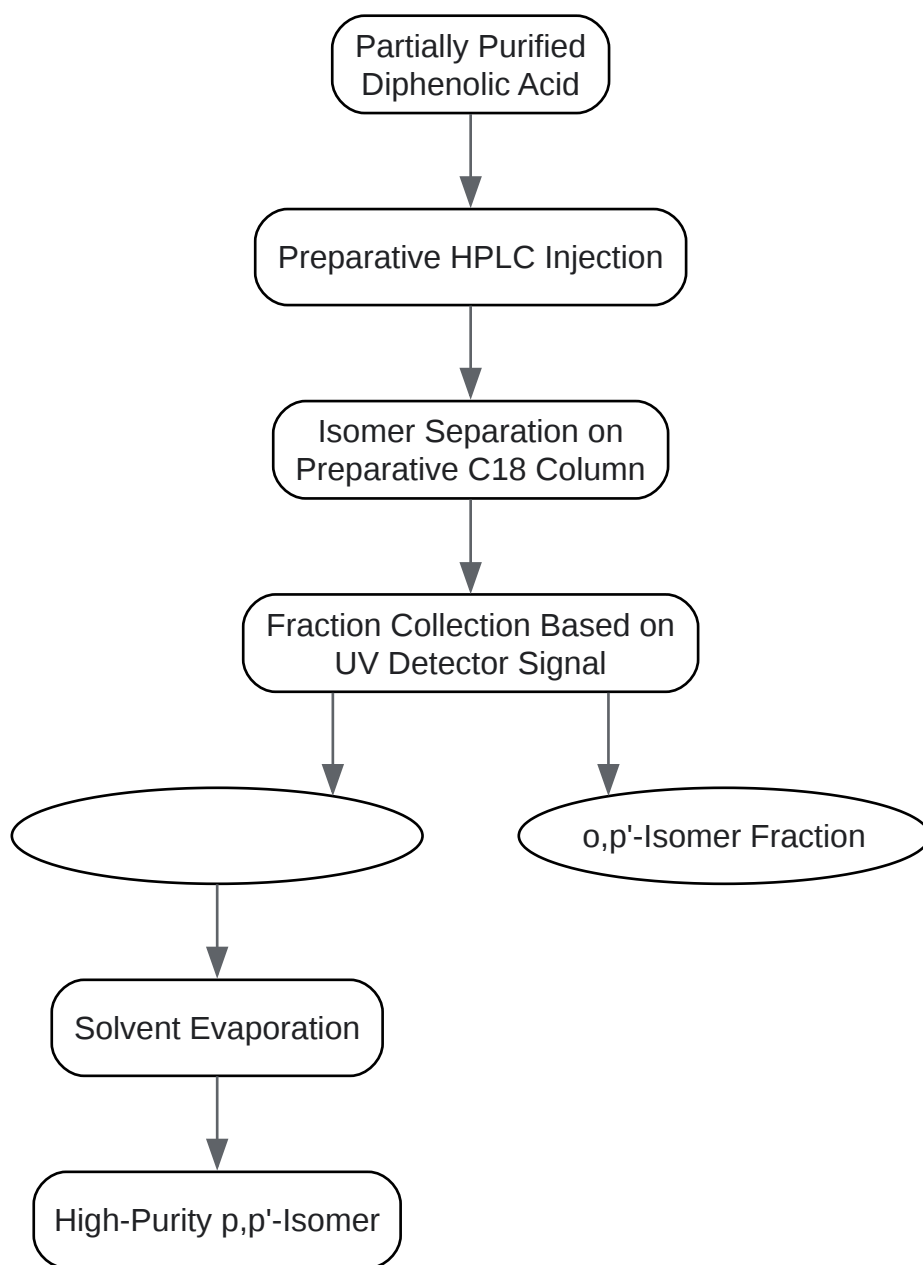 Partially Purified
Diphenolic Acid
Preparative HPLC Injection
Isomer Separation on
Preparative C18 Column
Fraction Collection Based on
UV Detector Signal
o,p'-Isomer Fraction
Solvent Evaporation
High-Purity p,p'-Isomer